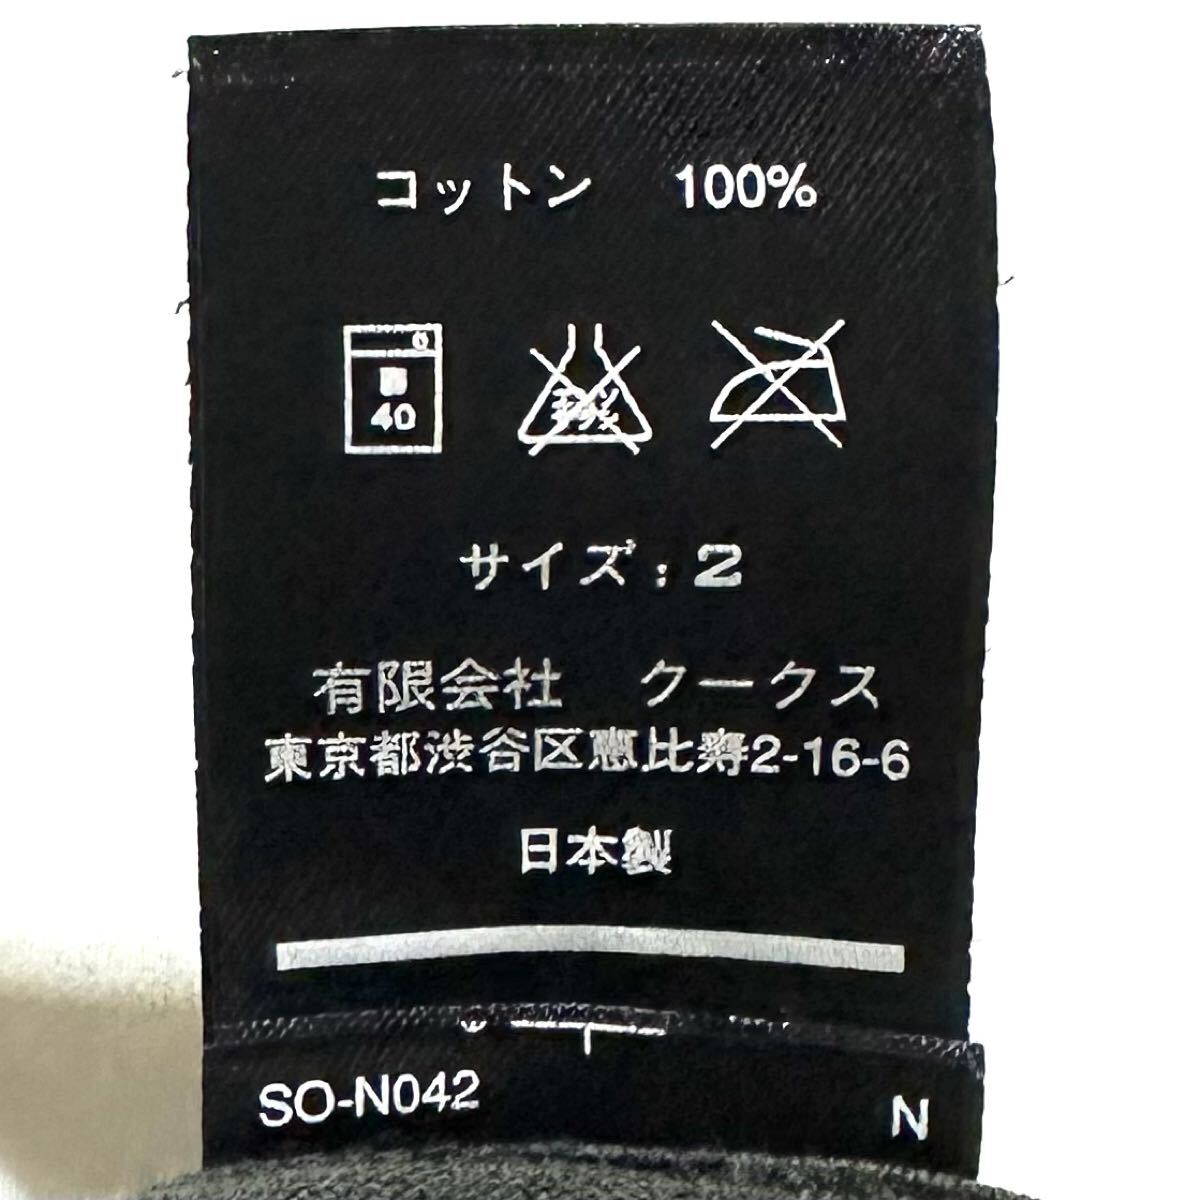 コットン 100%
40
サイズ : 2
有限会社 クークス
東京都渋谷区恵比寿2-16-6
日本製
SO-N042 N